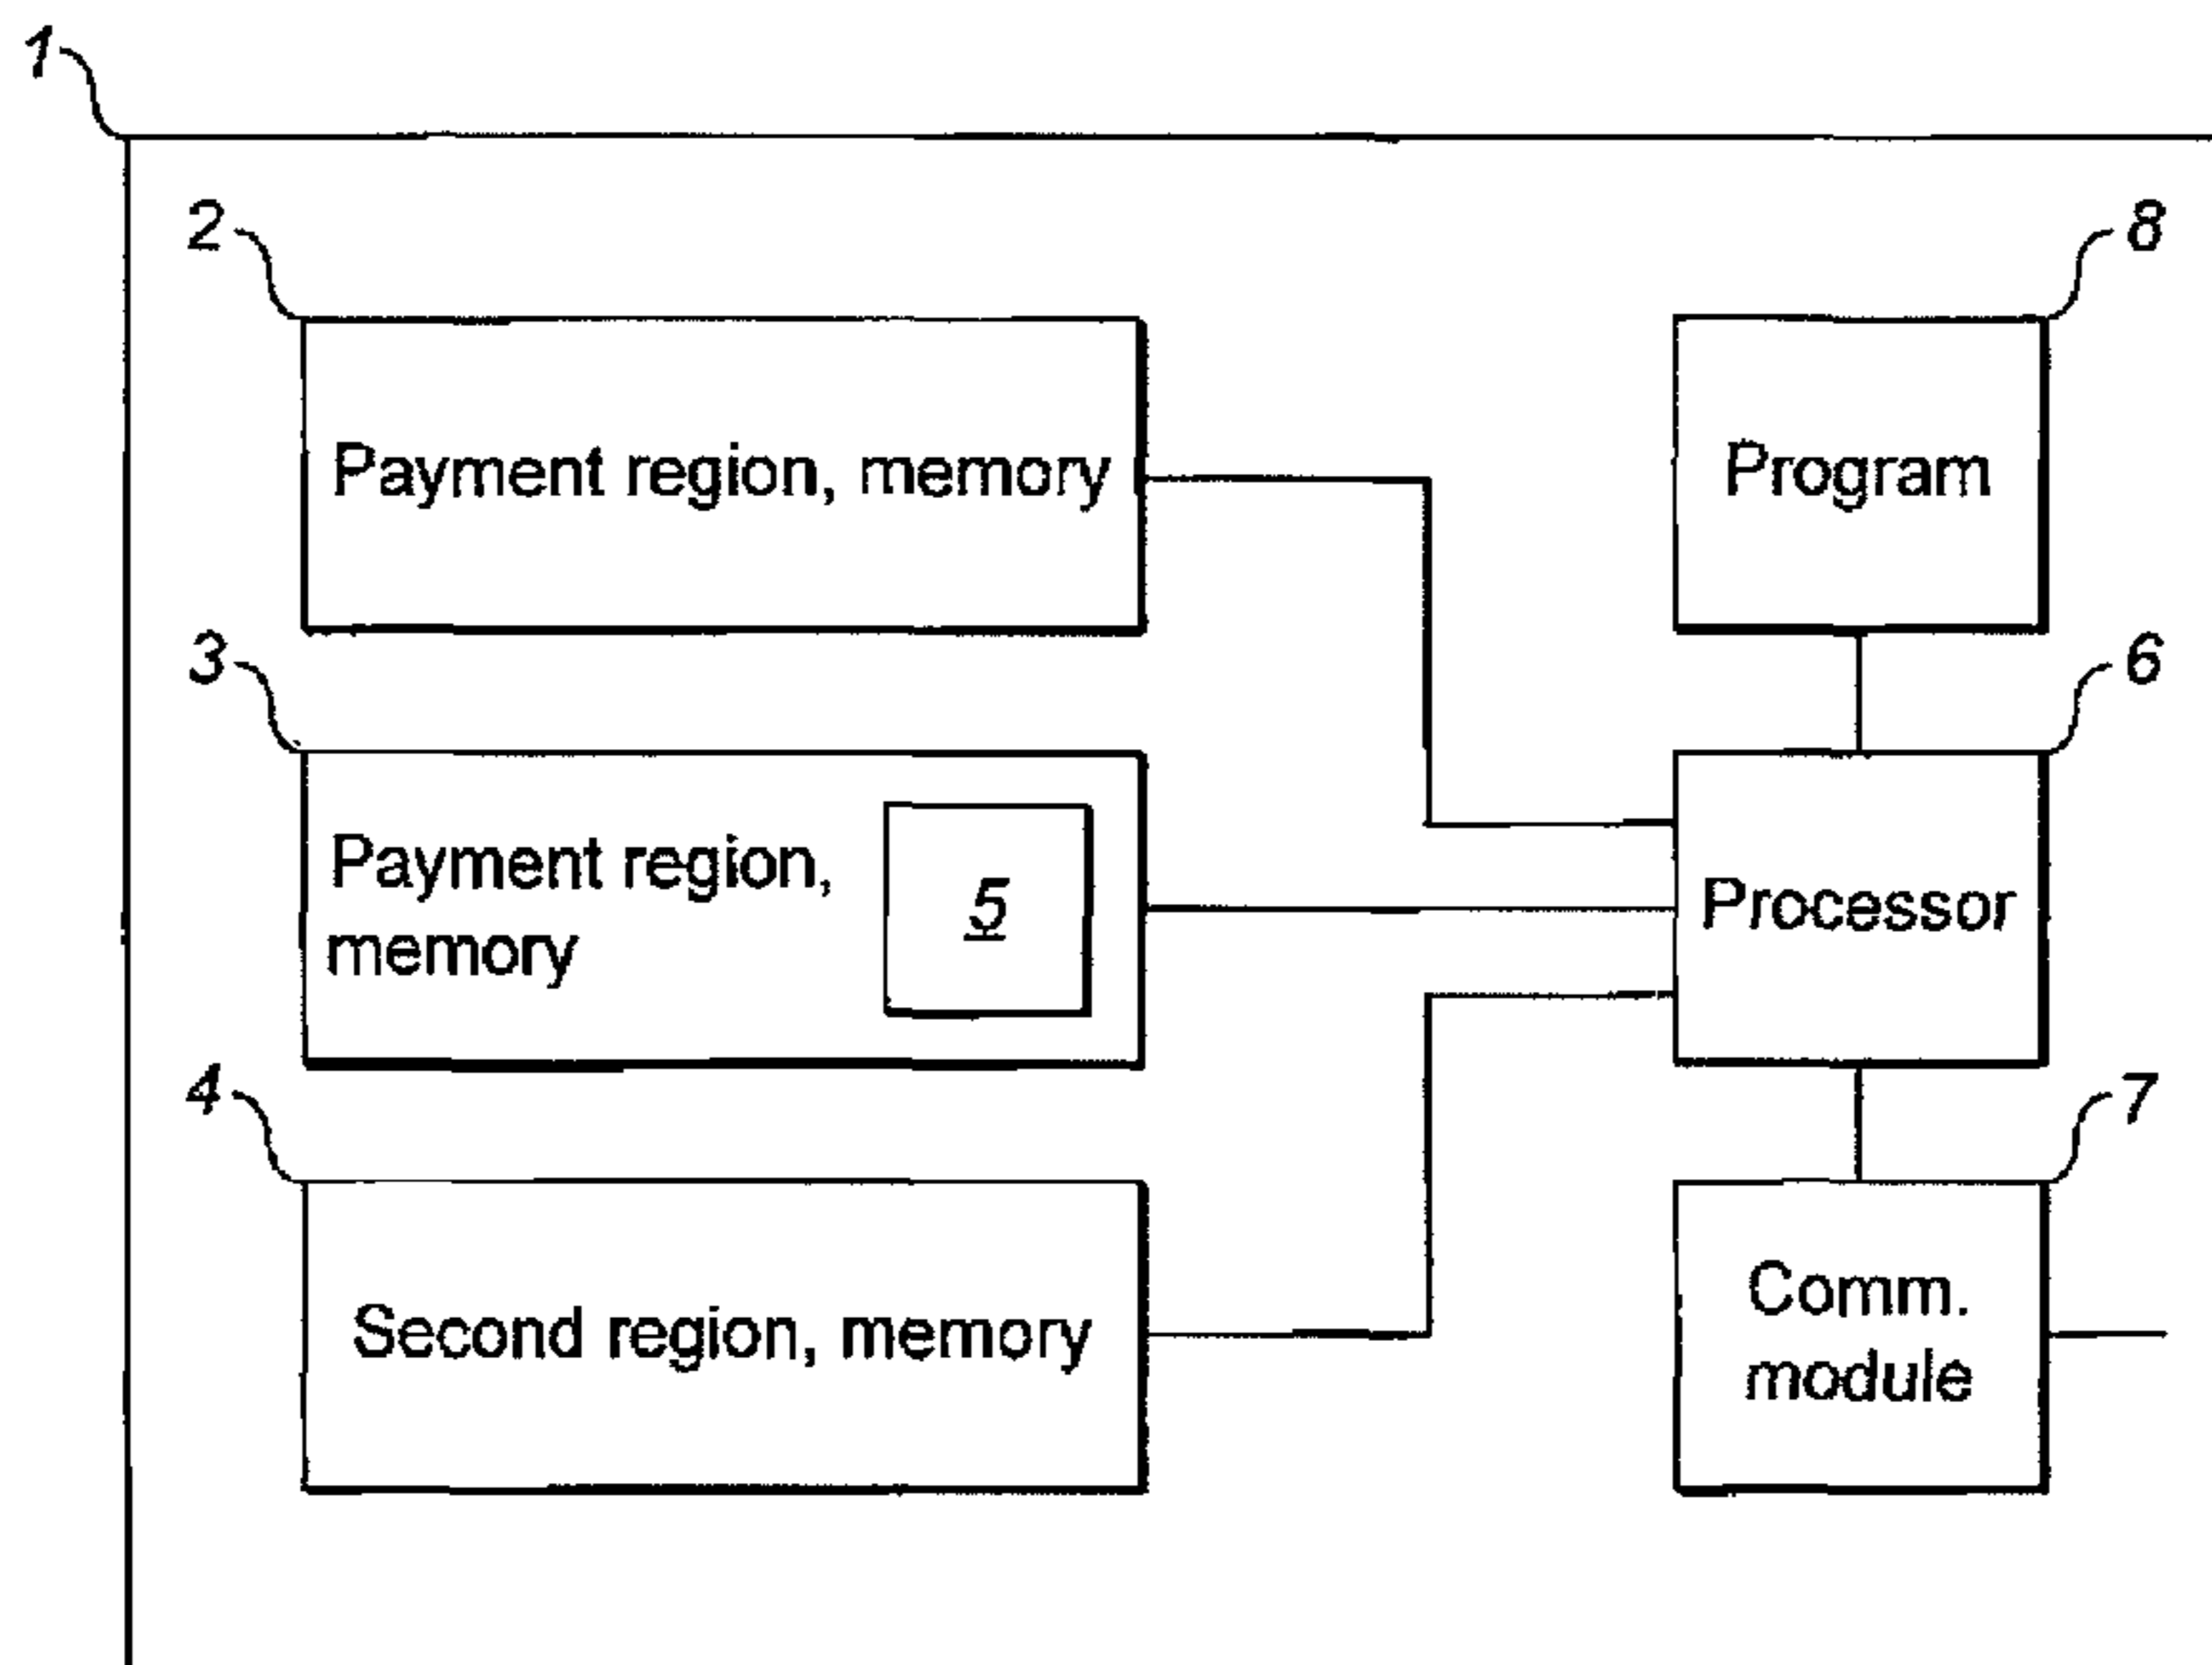 1
2
8
Payment region, memory
Program
3
6
Payment region,
memory
5
Processor
4
7
Second region, memory
Comm.
module